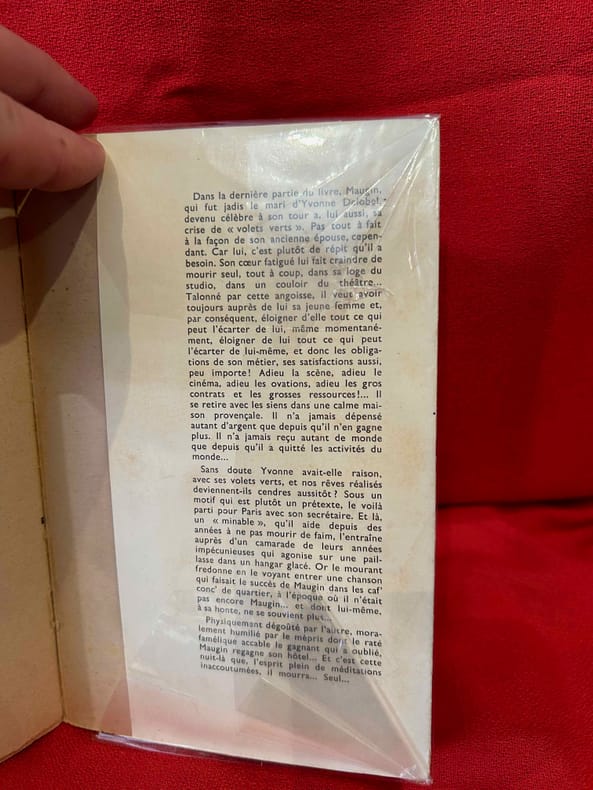 Dans la dernière partie du livre, Maugin,
qui fut jadis le mari d'Yvonne Delobel,
devenu célèbre à son tour a, lui aussi, sa
crise de « volets verts ». Pas tout à fait
à la façon de son ancienne épouse, cepen-
dant. Car lui, c'est plutôt de répit qu'il a
besoin. Son cœur fatigué lui fait craindre de
mourir seul, tout à coup, dans sa loge du
studio, dans un couloir du théâtre...
Talonné par cette angoisse, il veut avoir
toujours auprès de lui sa jeune femme et,
par conséquent, éloigner d'elle tout ce qui
peut l'écarter de lui, même momentané-
ment, éloigner de lui tout ce qui peut
l'écarter de lui-même, et donc les obliga-
tions de son métier, ses satisfactions aussi,
peu importe! Adieu la scène, adieu le
cinéma, adieu les ovations, adieu les gros
contrats et les grosses ressources!... Il
se retire avec les siens dans une calme mai-
son provençale. Il n'a jamais dépensé
autant d'argent que depuis qu'il n'en gagne
plus. Il n'a jamais reçu autant de monde
que depuis qu'il a quitté les activités du
monde...
Sans doute Yvonne avait-elle raison,
avec ses volets verts, et nos rêves réalisés
deviennent-ils cendres aussitôt? Sous un
motif qui est plutôt un prétexte, le voilà
parti pour Paris avec son secrétaire. Et là,
un « minable », qu'il aide depuis des
années à ne pas mourir de faim, l'entraîne
auprès d'un camarade de leurs années
impécunieuses qui agonise sur une pail-
lasse dans un hangar glacé. Or le mourant
fredonne en le voyant entrer une chanson
qui faisait le succès de Maugin dans les caf'
conç' de quartier, à l'époque où il n'était
pas encore Maugin... et dont lui-même,
à sa honte, ne se souvient plus...
Physiquement dégoûté par l'autre, mora-
lement humilié par le mépris dont le raté
famélique accable le gagnant qui a oublié,
Maugin regagne son hôtel... Et c'est cette
nuit-là que, l'esprit plein de méditations
inaccoutumées, il mourra... Seul...